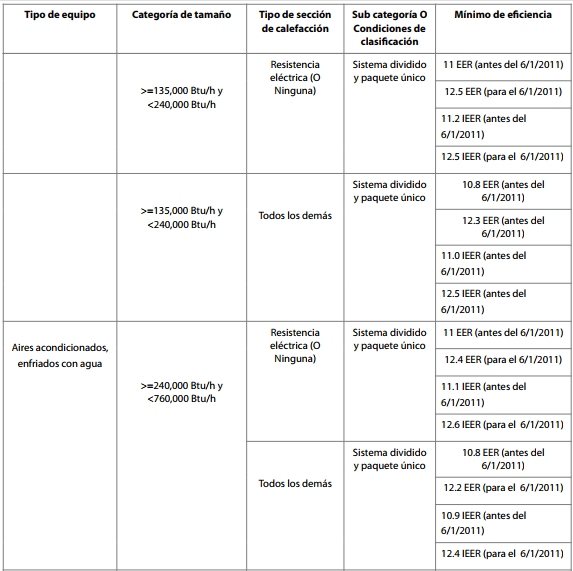 Tipo de equipo
Categoría de tamaño
Tipo de sección
de calefacción
Sub categoría O
Condiciones de
clasificación
Mínimo de eficiencia
>=135,000 Btu/h y
<240,000 Btu/h
Resistencia
eléctrica (O
Ninguna)
Sistema dividido
y paquete único
11 EER (antes del 6/1/2011)
12.5 EER (para el 6/1/2011)
11.2 IEER (antes del
6/1/2011)
12.5 IEER (para el 6/1/2011)
>=135,000 Btu/h y
<240,000 Btu/h
Todos los demás
Sistema dividido
y paquete único
10.8 EER (antes del
6/1/2011)
12.3 EER (antes del
6/1/2011)
11.0 IEER (antes del
6/1/2011)
12.5 IEER (antes del
6/1/2011)
Aires acondicionados,
enfriados con agua
>=240,000 Btu/h y
<760,000 Btu/h
Resistencia
eléctrica (O
Ninguna)
Sistema dividido
y paquete único
11 EER (antes del 6/1/2011)
12.4 EER (para el 6/1/2011)
11.1 IEER (antes del
6/1/2011)
12.6 IEER (para el 6/1/2011)
Todos los demás
Sistema dividido
y paquete único
10.8 EER (antes del
6/1/2011)
12.2 EER (para el 6/1/2011)
10.9 IEER (antes del
6/1/2011)
12.4 IEER (para el 6/1/2011)